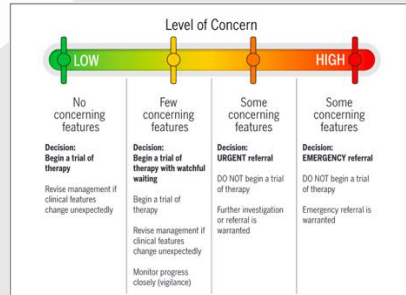 Level of Concern
LOW
HIGH
No
concerning
features
Decision:
Begin a trial of
therapy
Revise management if
clinical features
change unexpectedly
Few
concerning
features
Decision:
Begin a trial of
therapy with watchful
waiting
Begin a trial of
therapy
Revise management if
clinical features
change unexpectedly
Monitor progress
closely (vigilance)
Some
concerning
features
Decision:
URGENT referral
DO NOT begin a trial
of therapy
Further investigation
or referral is
warranted
Some
concerning
features
Decision:
EMERGENCY referral
DO NOT begin a trial
of therapy
Emergency referral is
warranted